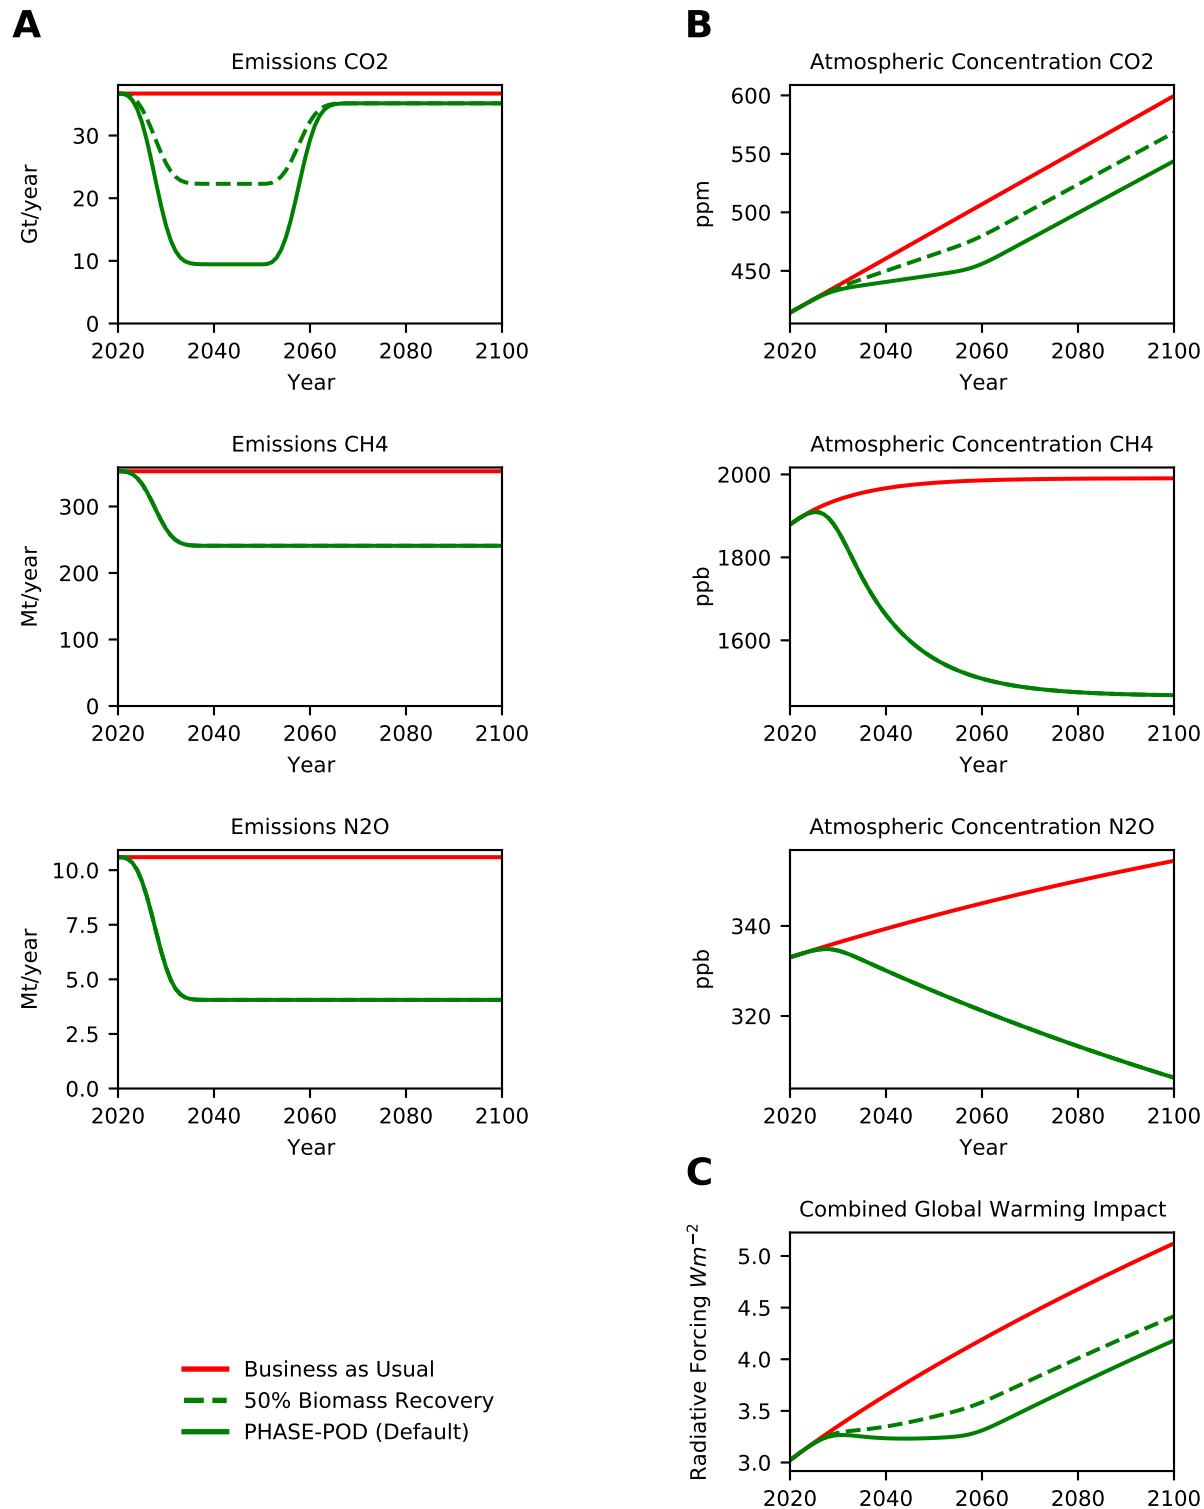 A
Emissions CO2
Gt/year
30
20
10
0
2020 2040 2060 2080 2100
Year
Emissions CH4
Mt/year
300
200
100
0
2020 2040 2060 2080 2100
Year
Emissions N2O
Mt/year
10.0
7.5
5.0
2.5
0.0
2020 2040 2060 2080 2100
Year
Business as Usual
50% Biomass Recovery
PHASE-POD (Default)
B
Atmospheric Concentration CO2
ppm
600
550
500
450
2020 2040 2060 2080 2100
Year
Atmospheric Concentration CH4
ppb
2000
1800
1600
2020 2040 2060 2080 2100
Year
Atmospheric Concentration N2O
ppb
340
320
2020 2040 2060 2080 2100
Year
C
Combined Global Warming Impact
Radiative Forcing Wm⁻²
5.0
4.5
4.0
3.5
3.0
2020 2040 2060 2080 2100